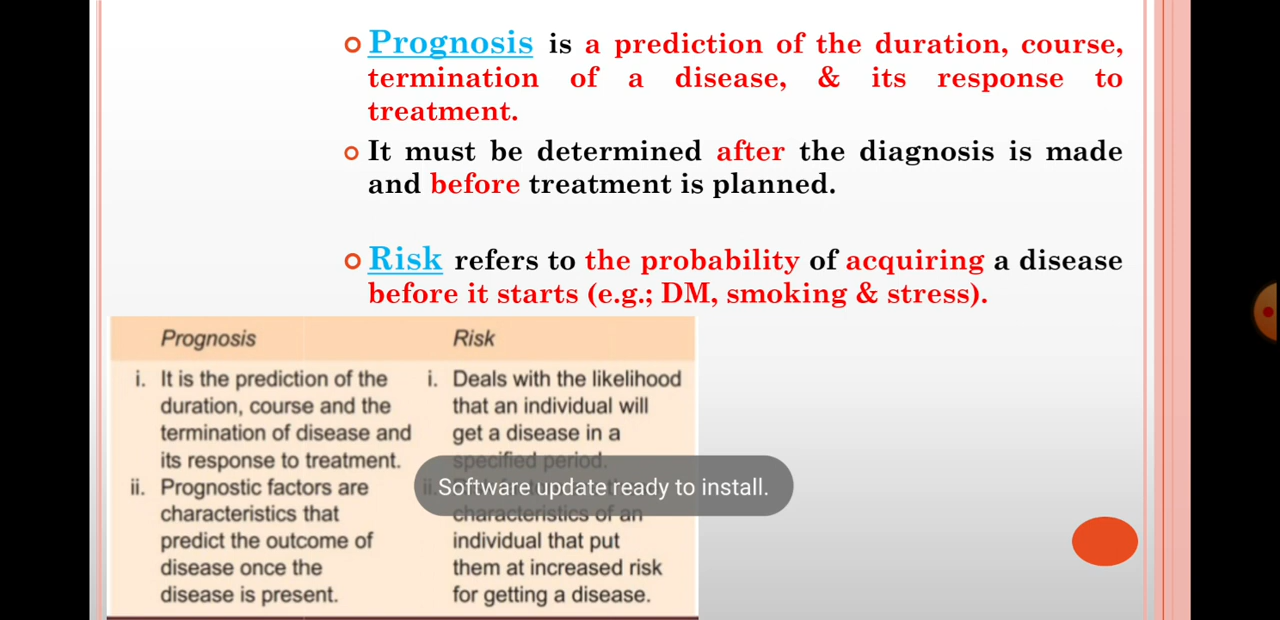 Prognosis is a prediction of the duration, course,
termination of a disease, & its response to
treatment.
It must be determined after the diagnosis is made
and before treatment is planned.
Risk refers to the probability of acquiring a disease
before it starts (e.g.; DM, smoking & stress).
Prognosis
i. It is the prediction of the
duration, course and the
termination of disease and
its response to treatment.
ii. Prognostic factors are
characteristics that
predict the outcome of
disease once the
disease is present.
Risk
i. Deals with the likelihood
that an individual will
get a disease in a
specified period.
ii.
characteristics of an
individual that put
them at increased risk
for getting a disease.
Software update ready to install.